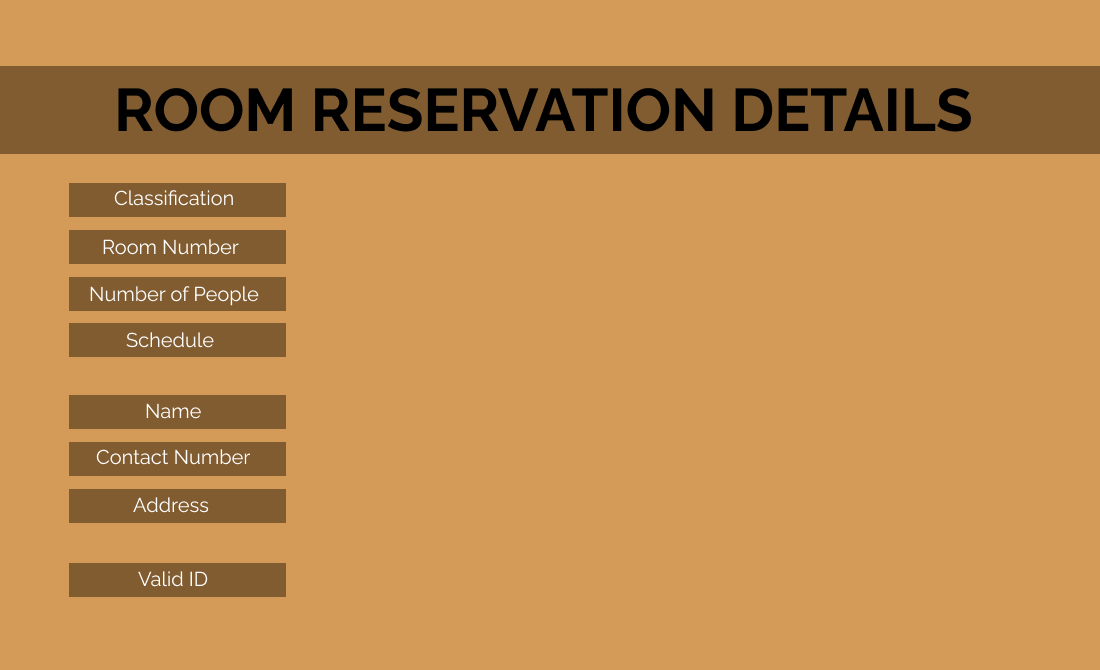 ROOM RESERVATION DETAILS
Classification
Room Number
Number of People
Schedule
Name
Contact Number
Address
Valid ID